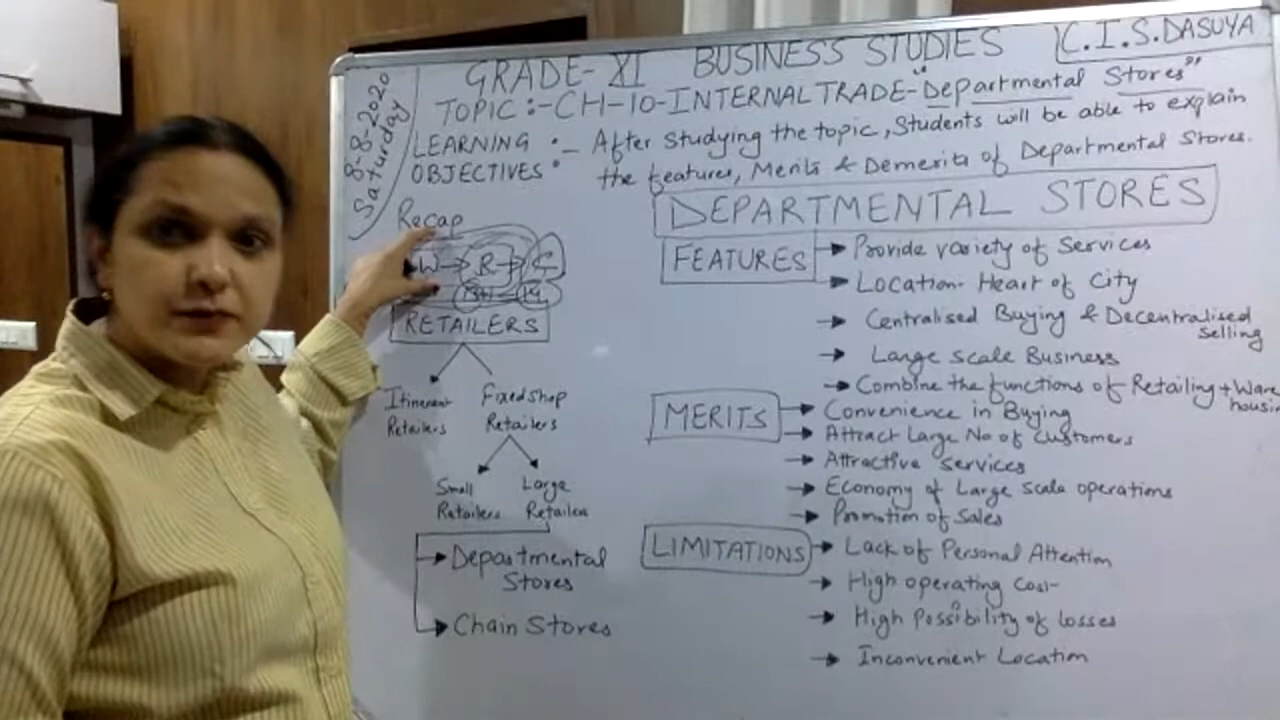 8-8-2020
Saturday
GRADE-XI BUSINESS STUDIES
C.I.S.DASUYA
TOPIC:-CH-10-INTERNAL TRADE-"Departmental Stores"
LEARNING OBJECTIVES :- After studying the topic, Students will be able to explain
the features, Merits & Demerits of Departmental Stores.
Recap
W → R → C
RETAILERS
Itinerent Retailers
Fixed shop Retailers
Small Retailers
Large Retailer
Departmental Stores
Chain Stores
DEPARTMENTAL STORES
FEATURES
Provide variety of Services
Location- Heart of City
Centralised Buying & Decentralised
selling
Large scale Business
Combine the functions of Retailing + Ware
housin
MERITS
Convenience in Buying
Attract Large No of customers
Attractive services
Economy of Large scale operations
Promotion of Sales
LIMITATIONS
Lack of Personal Attention
High operating Cost-
High Possibility of losses
Inconvenient Location